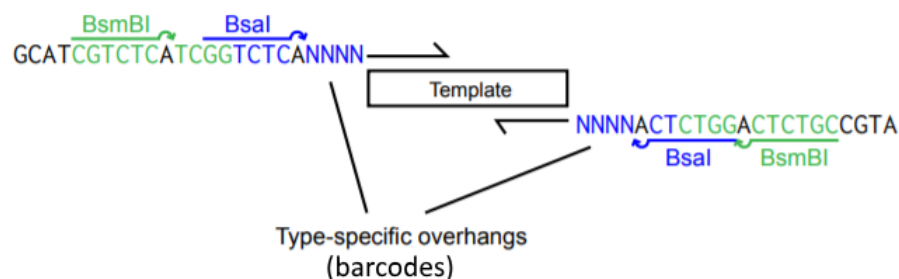 BsmBI BsaI
GCATCGTCTCATCGGTCTCANNNN
Template
NNNNACTCTGGACTCTGCCGTA
BsaI BsmBI
Type-specific overhangs
(barcodes)